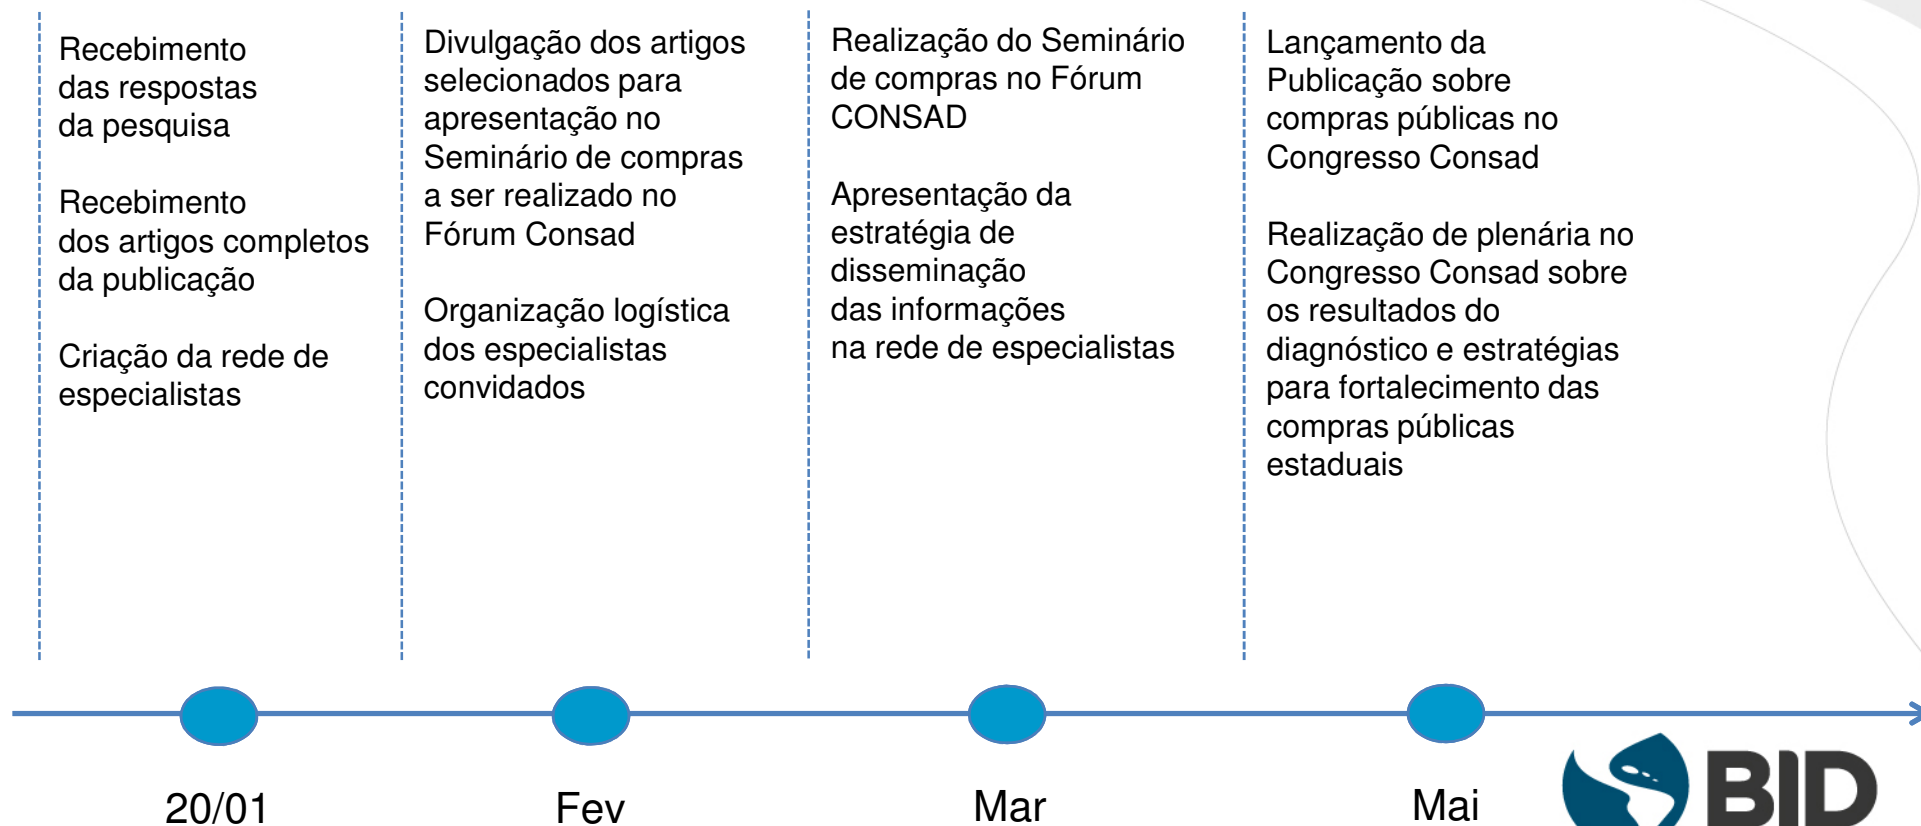 Recebimento
das respostas
da pesquisa
Recebimento
dos artigos completos
da publicação
Criação da rede de
especialistas
Divulgação dos artigos
selecionados para
apresentação no
Seminário de compras
a ser realizado no
Fórum Consad
Organização logística
dos especialistas
convidados
Realização do Seminário
de compras no Fórum
CONSAD
Apresentação da
estratégia de
disseminação
das informações
na rede de especialistas
Lançamento da
Publicação sobre
compras públicas no
Congresso Consad
Realização de plenária no
Congresso Consad sobre
os resultados do
diagnóstico e estratégias
para fortalecimento das
compras públicas
estaduais
20/01
Fev
Mar
Mai
BID